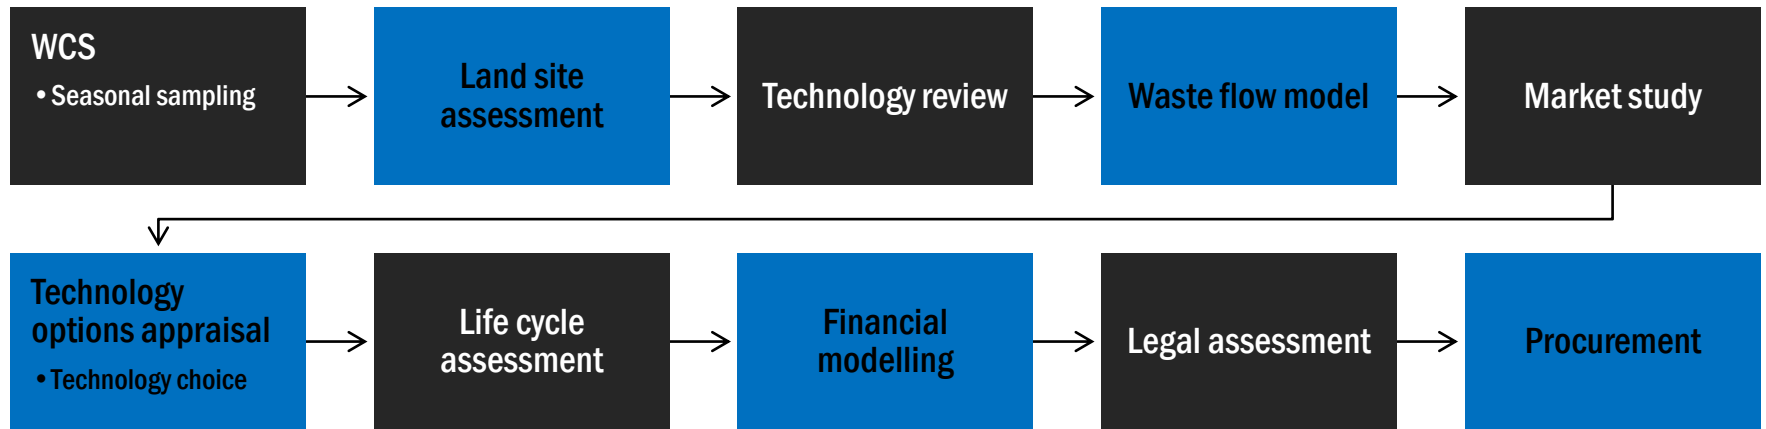 WCS
• Seasonal sampling
Land site
assessment
Technology review
Waste flow model
Market study
Technology
options appraisal
• Technology choice
Life cycle
assessment
Financial
modelling
Legal assessment
Procurement